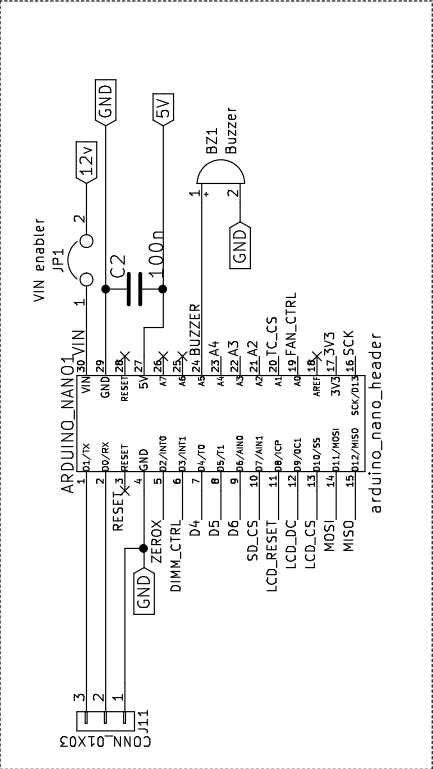 GND
5V
12v
BZ1
Buzzer
1
+
2
GND
VIN enabler
JP1
2
1
C2
100n
ARDUINO_NANO1
VIN
30
29
28
27
26
25
24
23
22
21
20
19
18
17
16
BUZZER
A4
A3
A2
TC_CS
FAN_CTRL
3V3
SCK
VIN
GND
RESET
5V
A7
A6
A5
A4
A3
A2
A1
A0
AREF
3V3
SCK/D13
D1/TX
D0/RX
RESET
GND
D2/INT0
D3/INT1
D4/T0
D5/T1
D6/AIN0
D7/AIN1
D8/ICP
D9/OC1
D10/SS
D11/MOSI
D12/MISO
arduino_nano_header
1
2
3
4
5
6
7
8
9
10
11
12
13
14
15
RESET
ZEROX
DIMM_CTRL
D4
D5
D6
SD_CS
LCD_RESET
LCD_DC
LCD_CS
MOSI
MISO
GND
3
2
1
J11
CONN_01X03